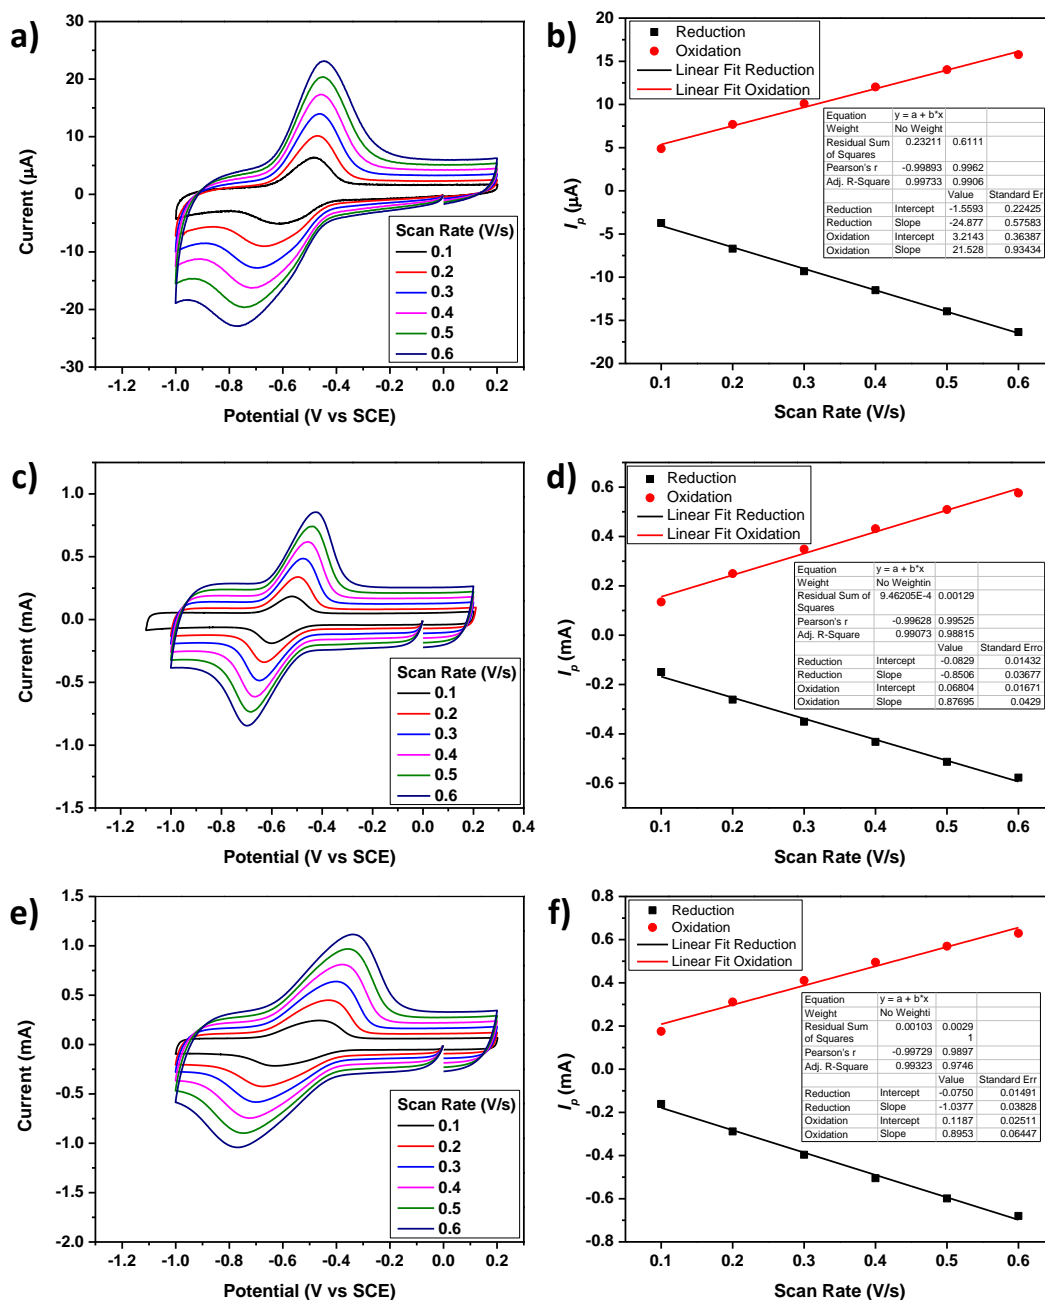 a)
30
20
10
0
-10
-20
-30
Current (µA)
Scan Rate (V/s)
0.1
0.2
0.3
0.4
0.5
0.6
-1.2 -1.0 -0.8 -0.6 -0.4 -0.2 0.0 0.2
Potential (V vs SCE)
b)
20
15
10
5
0
-5
-10
-15
-20
Ip (µA)
Reduction
Oxidation
Linear Fit Reduction
Linear Fit Oxidation
Equation y = a + b*x
Weight No Weight
Residual Sum of Squares 0.23211 0.6111
Pearson's r -0.99893 0.9962
Adj. R-Square 0.99733 0.9906
Value Standard Err
Reduction Intercept -1.5593 0.22425
Reduction Slope -24.877 0.57583
Oxidation Intercept 3.2143 0.36387
Oxidation Slope 21.528 0.93434
0.1 0.2 0.3 0.4 0.5 0.6
Scan Rate (V/s)
c)
1.0
0.5
0.0
-0.5
-1.0
-1.5
Current (mA)
Scan Rate (V/s)
0.1
0.2
0.3
0.4
0.5
0.6
-1.2 -1.0 -0.8 -0.6 -0.4 -0.2 0.0 0.2 0.4
Potential (V vs SCE)
d)
0.6
0.4
0.2
0.0
-0.2
-0.4
-0.6
Ip (mA)
Reduction
Oxidation
Linear Fit Reduction
Linear Fit Oxidation
Equation y = a + b*x
Weight No Weightin
Residual Sum of Squares 9.46205E-4 0.00129
Pearson's r -0.99628 0.99525
Adj. R-Square 0.99073 0.98815
Value Standard Erro
Reduction Intercept -0.0829 0.01432
Reduction Slope -0.8506 0.03677
Oxidation Intercept 0.06804 0.01671
Oxidation Slope 0.87695 0.0429
0.1 0.2 0.3 0.4 0.5 0.6
Scan Rate (V/s)
e)
1.5
1.0
0.5
0.0
-0.5
-1.0
-1.5
-2.0
Current (mA)
Scan Rate (V/s)
0.1
0.2
0.3
0.4
0.5
0.6
-1.2 -1.0 -0.8 -0.6 -0.4 -0.2 0.0 0.2
Potential (V vs SCE)
f)
0.8
0.6
0.4
0.2
0.0
-0.2
-0.4
-0.6
-0.8
Ip (mA)
Reduction
Oxidation
Linear Fit Reduction
Linear Fit Oxidation
Equation y = a + b*x
Weight No Weighti
Residual Sum of Squares 0.00103 0.0029 1
Pearson's r -0.99729 0.9897
Adj. R-Square 0.99323 0.9746
Value Standard Err
Reduction Intercept -0.0750 0.01491
Reduction Slope -1.0377 0.03828
Oxidation Intercept 0.1187 0.02511
Oxidation Slope 0.8953 0.06447
0.1 0.2 0.3 0.4 0.5 0.6
Scan Rate (V/s)